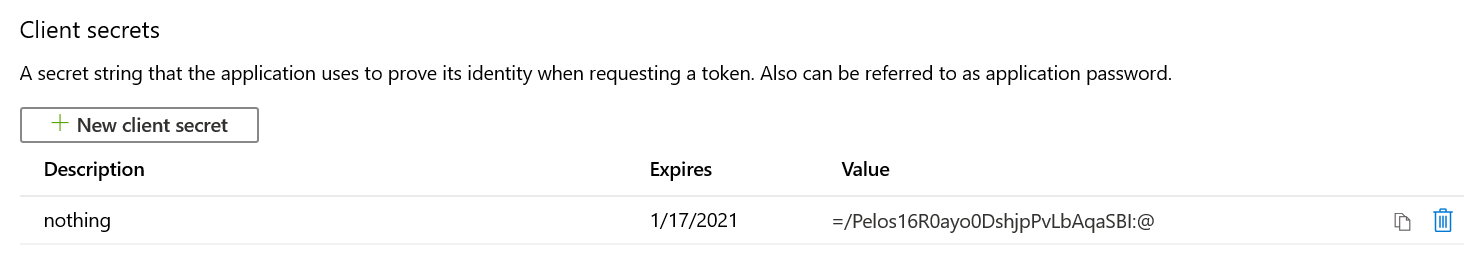 Client secrets
A secret string that the application uses to prove its identity when requesting a token. Also can be referred to as application password.
New client secret
Description Expires Value
nothing 1/17/2021 =/Pelos16R0ayo0DshjpPvLbAqaSBI:@